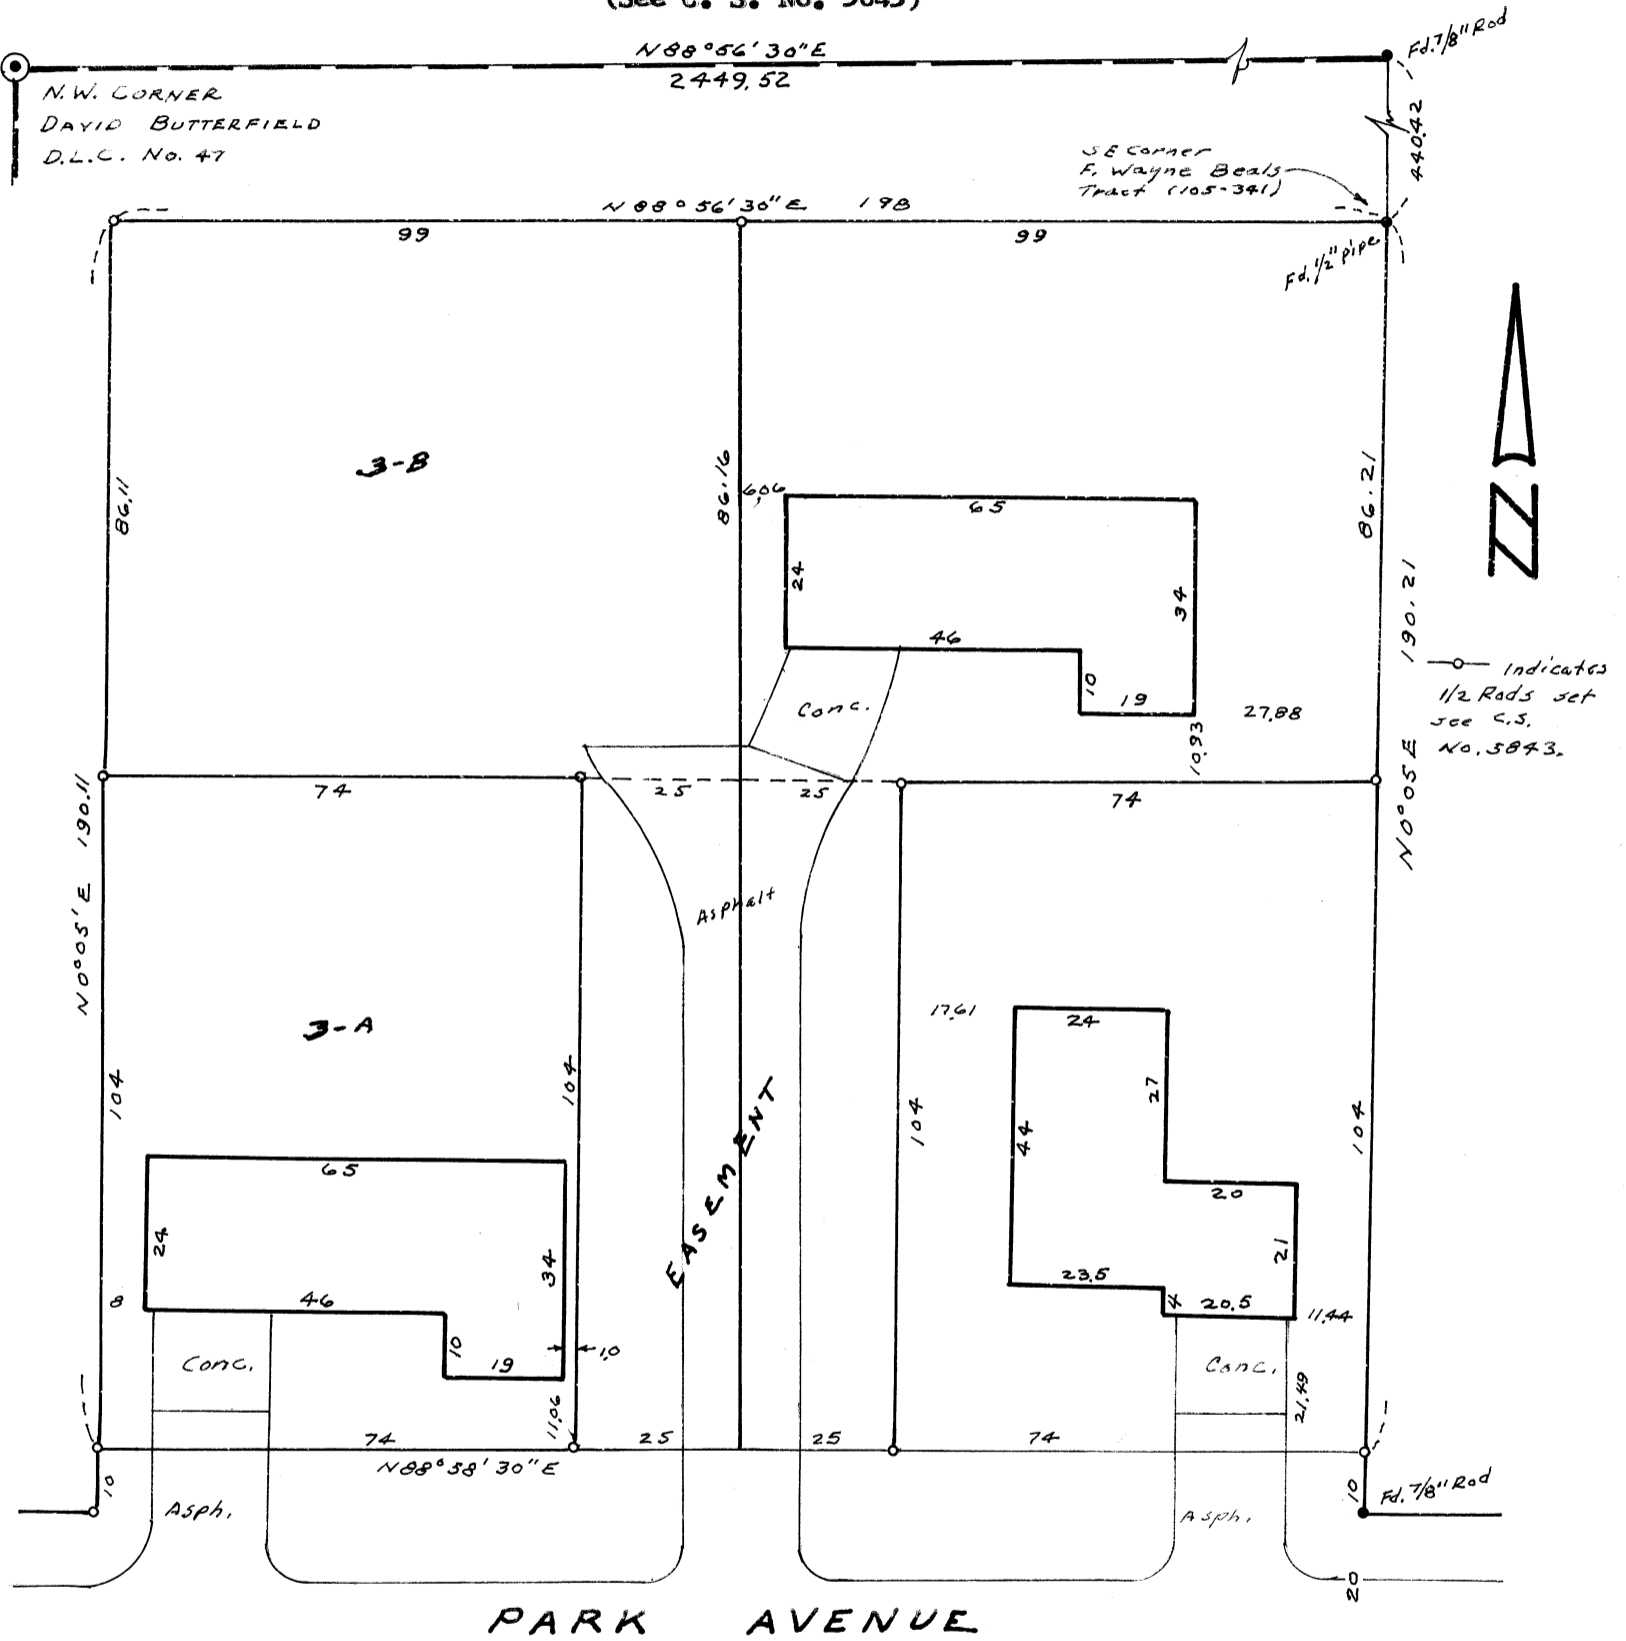 (See C. S. No. 5843)
N88°56'30"E
2449.52
Fd. 7/8" Rod
N.W. CORNER
DAVID BUTTERFIELD
D.L.C. No. 47
440.42
SE Corner
F. Wayne Beals
Tract (105-341)
N88°56'30"E 198
99
99
Fd. 1/2" pipe
3-B
86.11
86.16
6.06
65
24
34
46
10
19
10.93
27.88
86.21
N0°05E 190.21
Indicates
1/2 Rods set
see C.S.
No. 5843.
Conc.
74
25
25
74
N0°05'E 190.11
Asphalt
3-A
104
104
104
104
EASEMENT
17.61
24
27
44
20
21
23.5
4
20.5
11.44
65
24
34
8
46
10
19
1.0
11.06
Conc.
Conc.
21.49
74
25
25
74
N88°58'30"E
10
10
Fd. 7/8" Rod
Asph.
Asph.
20
PARK AVENUE
N